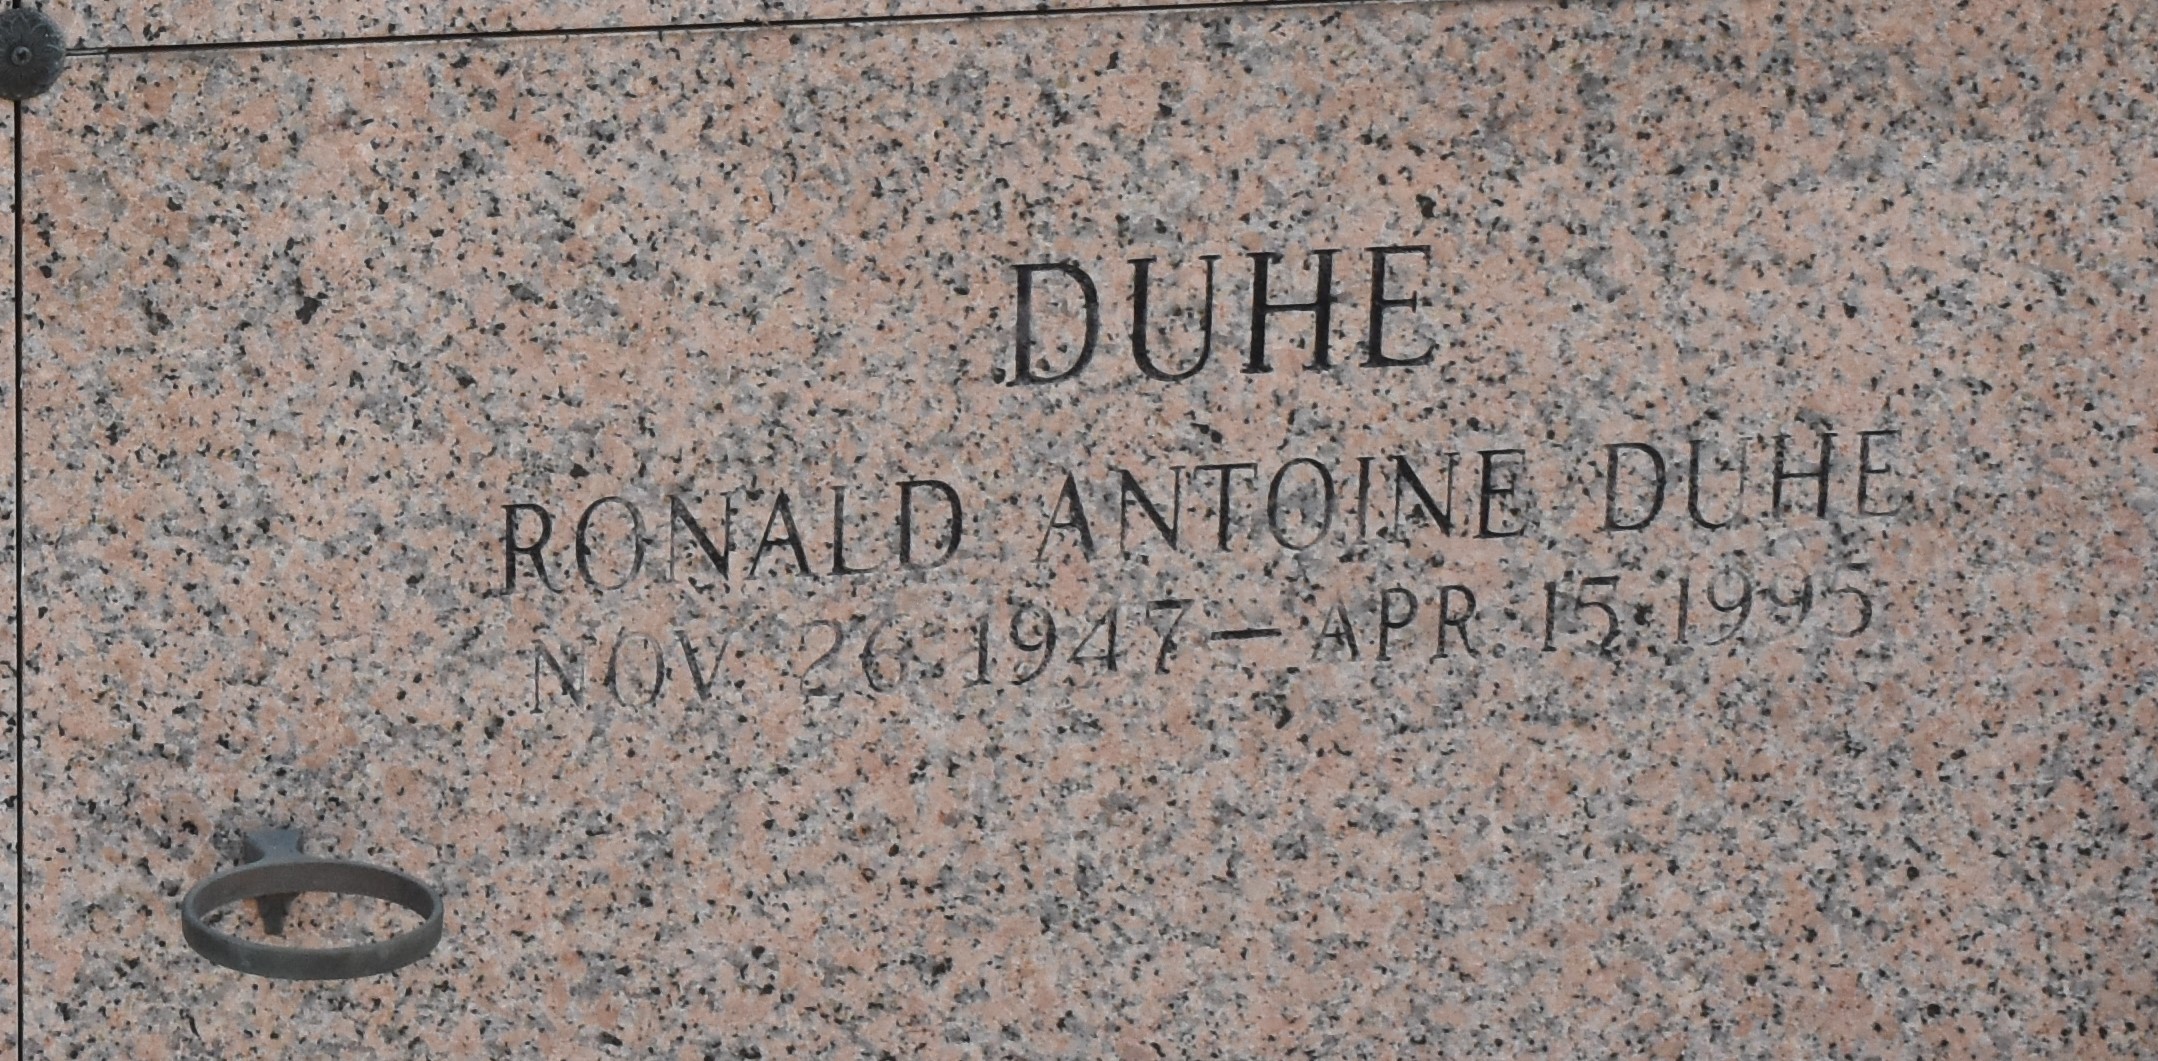 DUHE
RONALD ANTOINE DUHE
NOV. 26, 1947 — APR. 15, 1995